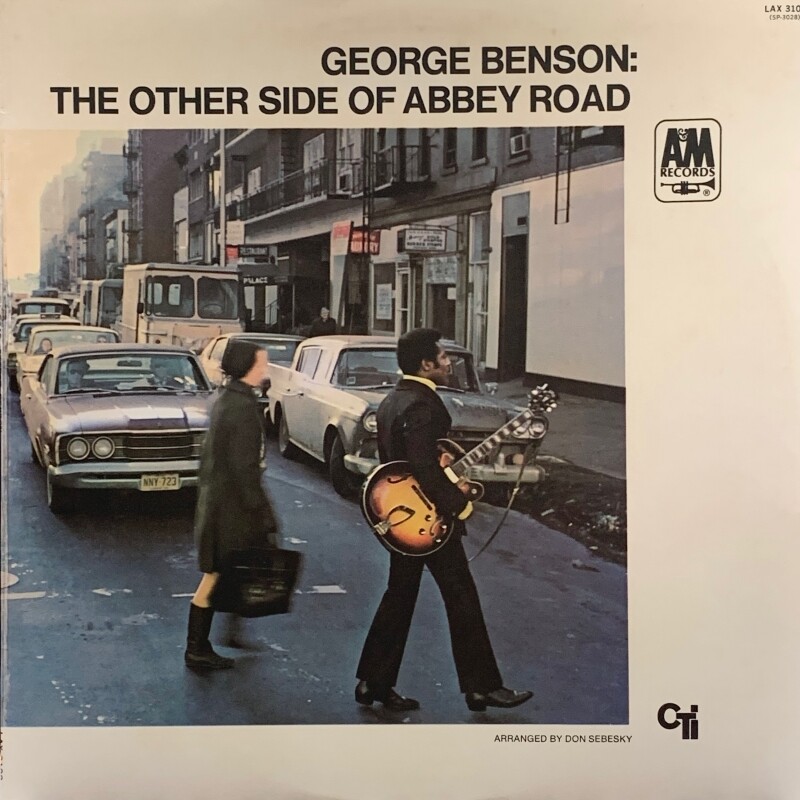 LAX 310
(SP-3028)
GEORGE BENSON:
THE OTHER SIDE OF ABBEY ROAD
A&M
RECORDS
®
RESTAURANT
PALACE
NNY 723
CTi
ARRANGED BY DON SEBESKY